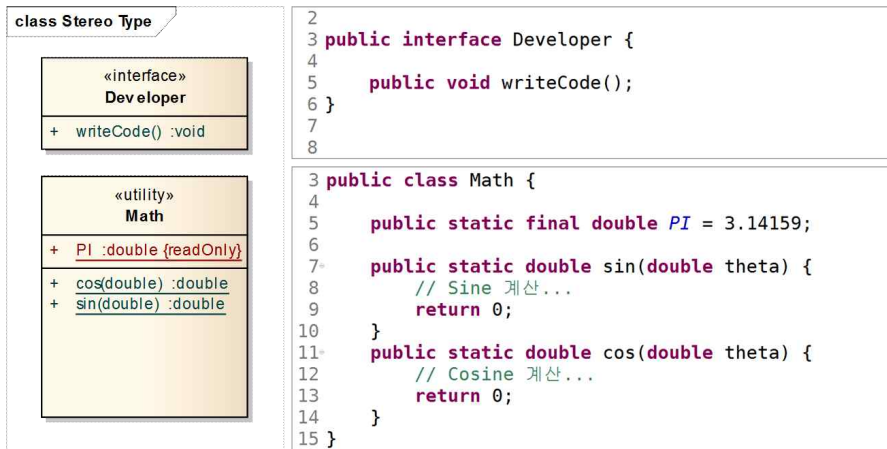 class Stereo Type
«interface»
Developer
+ writeCode() :void
«utility»
Math
+ PI :double {readOnly}
+ cos(double) :double
+ sin(double) :double
2
3 public interface Developer {
4
5 public void writeCode();
6 }
7
8
3 public class Math {
4
5 public static final double PI = 3.14159;
6
7 public static double sin(double theta) {
8 // Sine 계산...
9 return 0;
10 }
11 public static double cos(double theta) {
12 // Cosine 계산...
13 return 0;
14 }
15 }